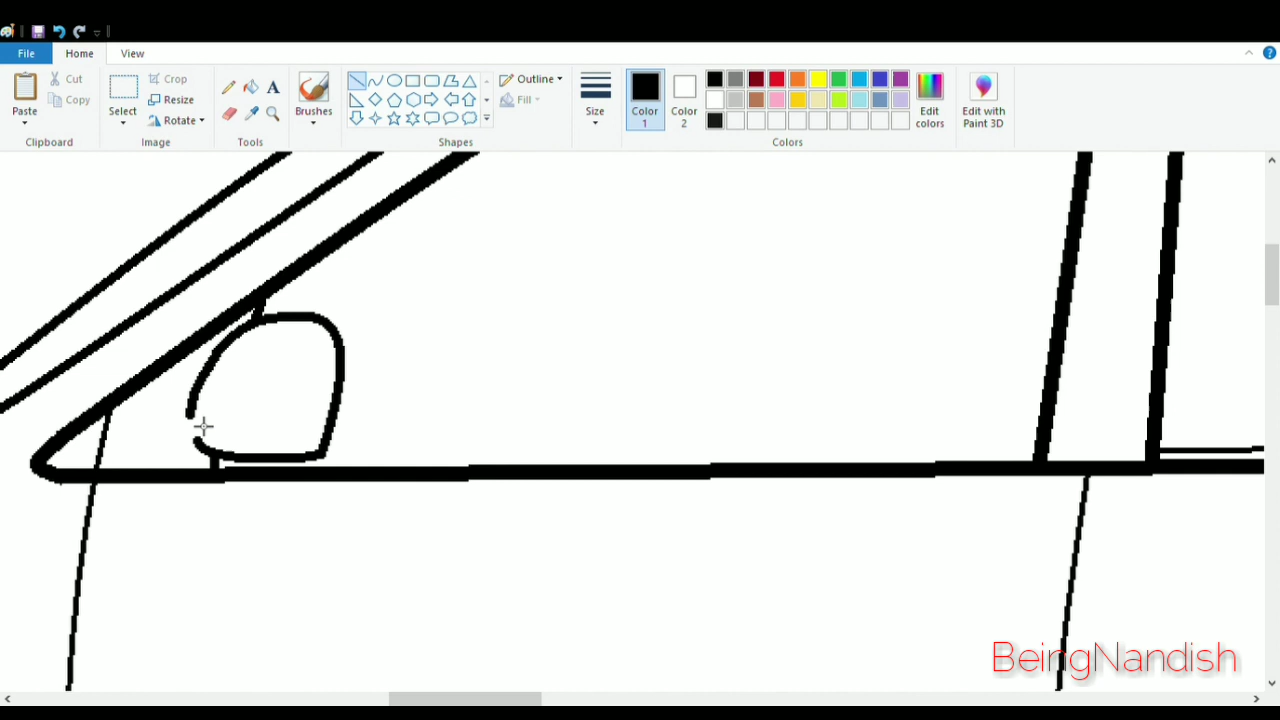 File Home View
Paste Cut Copy
Clipboard
Select Crop Resize Rotate
Image
A
Tools
Brushes
Outline Fill
Shapes
Size
Color 1
Color 2
Edit colors
Colors
Edit with Paint 3D
BeingNandish